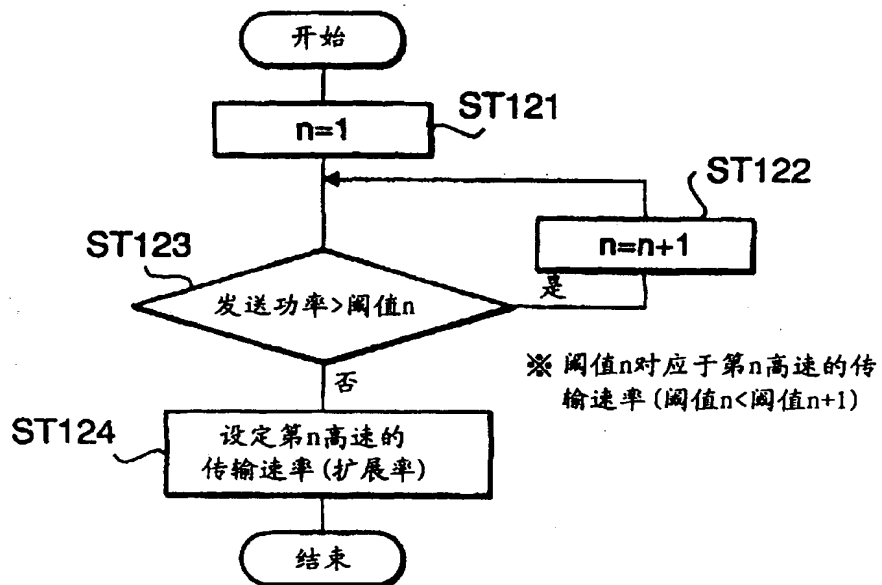 开始
ST121
n=1
ST122
n=n+1
ST123
发送功率>阈值n
是
※ 阈值n对应于第n高速的传
输速率(阈值n<阈值n+1)
否
ST124
设定第n高速的
传输速率(扩展率)
结束